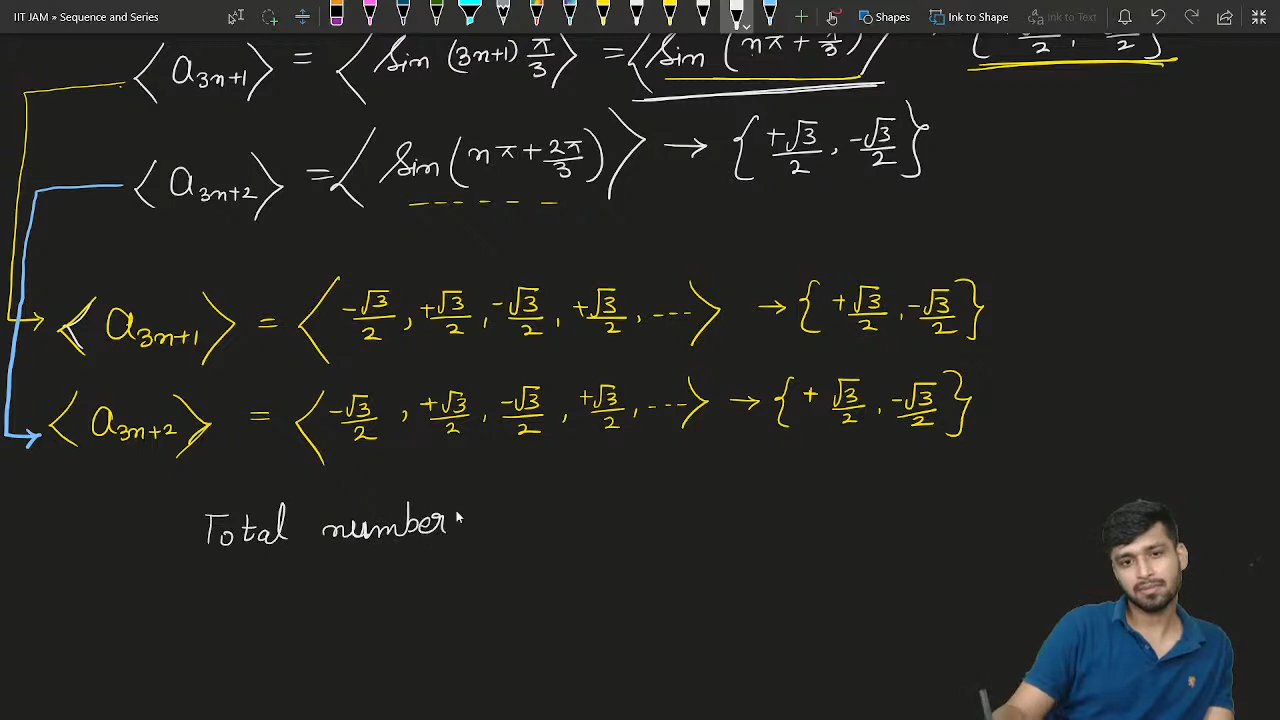 IIT JAM » Sequence and Series
Shapes Ink to Shape Ink to Text
⟨a₃ₙ₊₁⟩ = ⟨Sin (3n+1) π/3⟩ = ⟨Sin (nπ + π/3)⟩
⟨a₃ₙ₊₂⟩ = ⟨Sin (nπ + 2π/3)⟩ → {+√3/2, -√3/2}
⟨a₃ₙ₊₁⟩ = ⟨-√3/2, +√3/2, -√3/2, +√3/2, ---⟩ → {+√3/2, -√3/2}
⟨a₃ₙ₊₂⟩ = ⟨-√3/2, +√3/2, -√3/2, +√3/2, ---⟩ → {+√3/2, -√3/2}
Total number